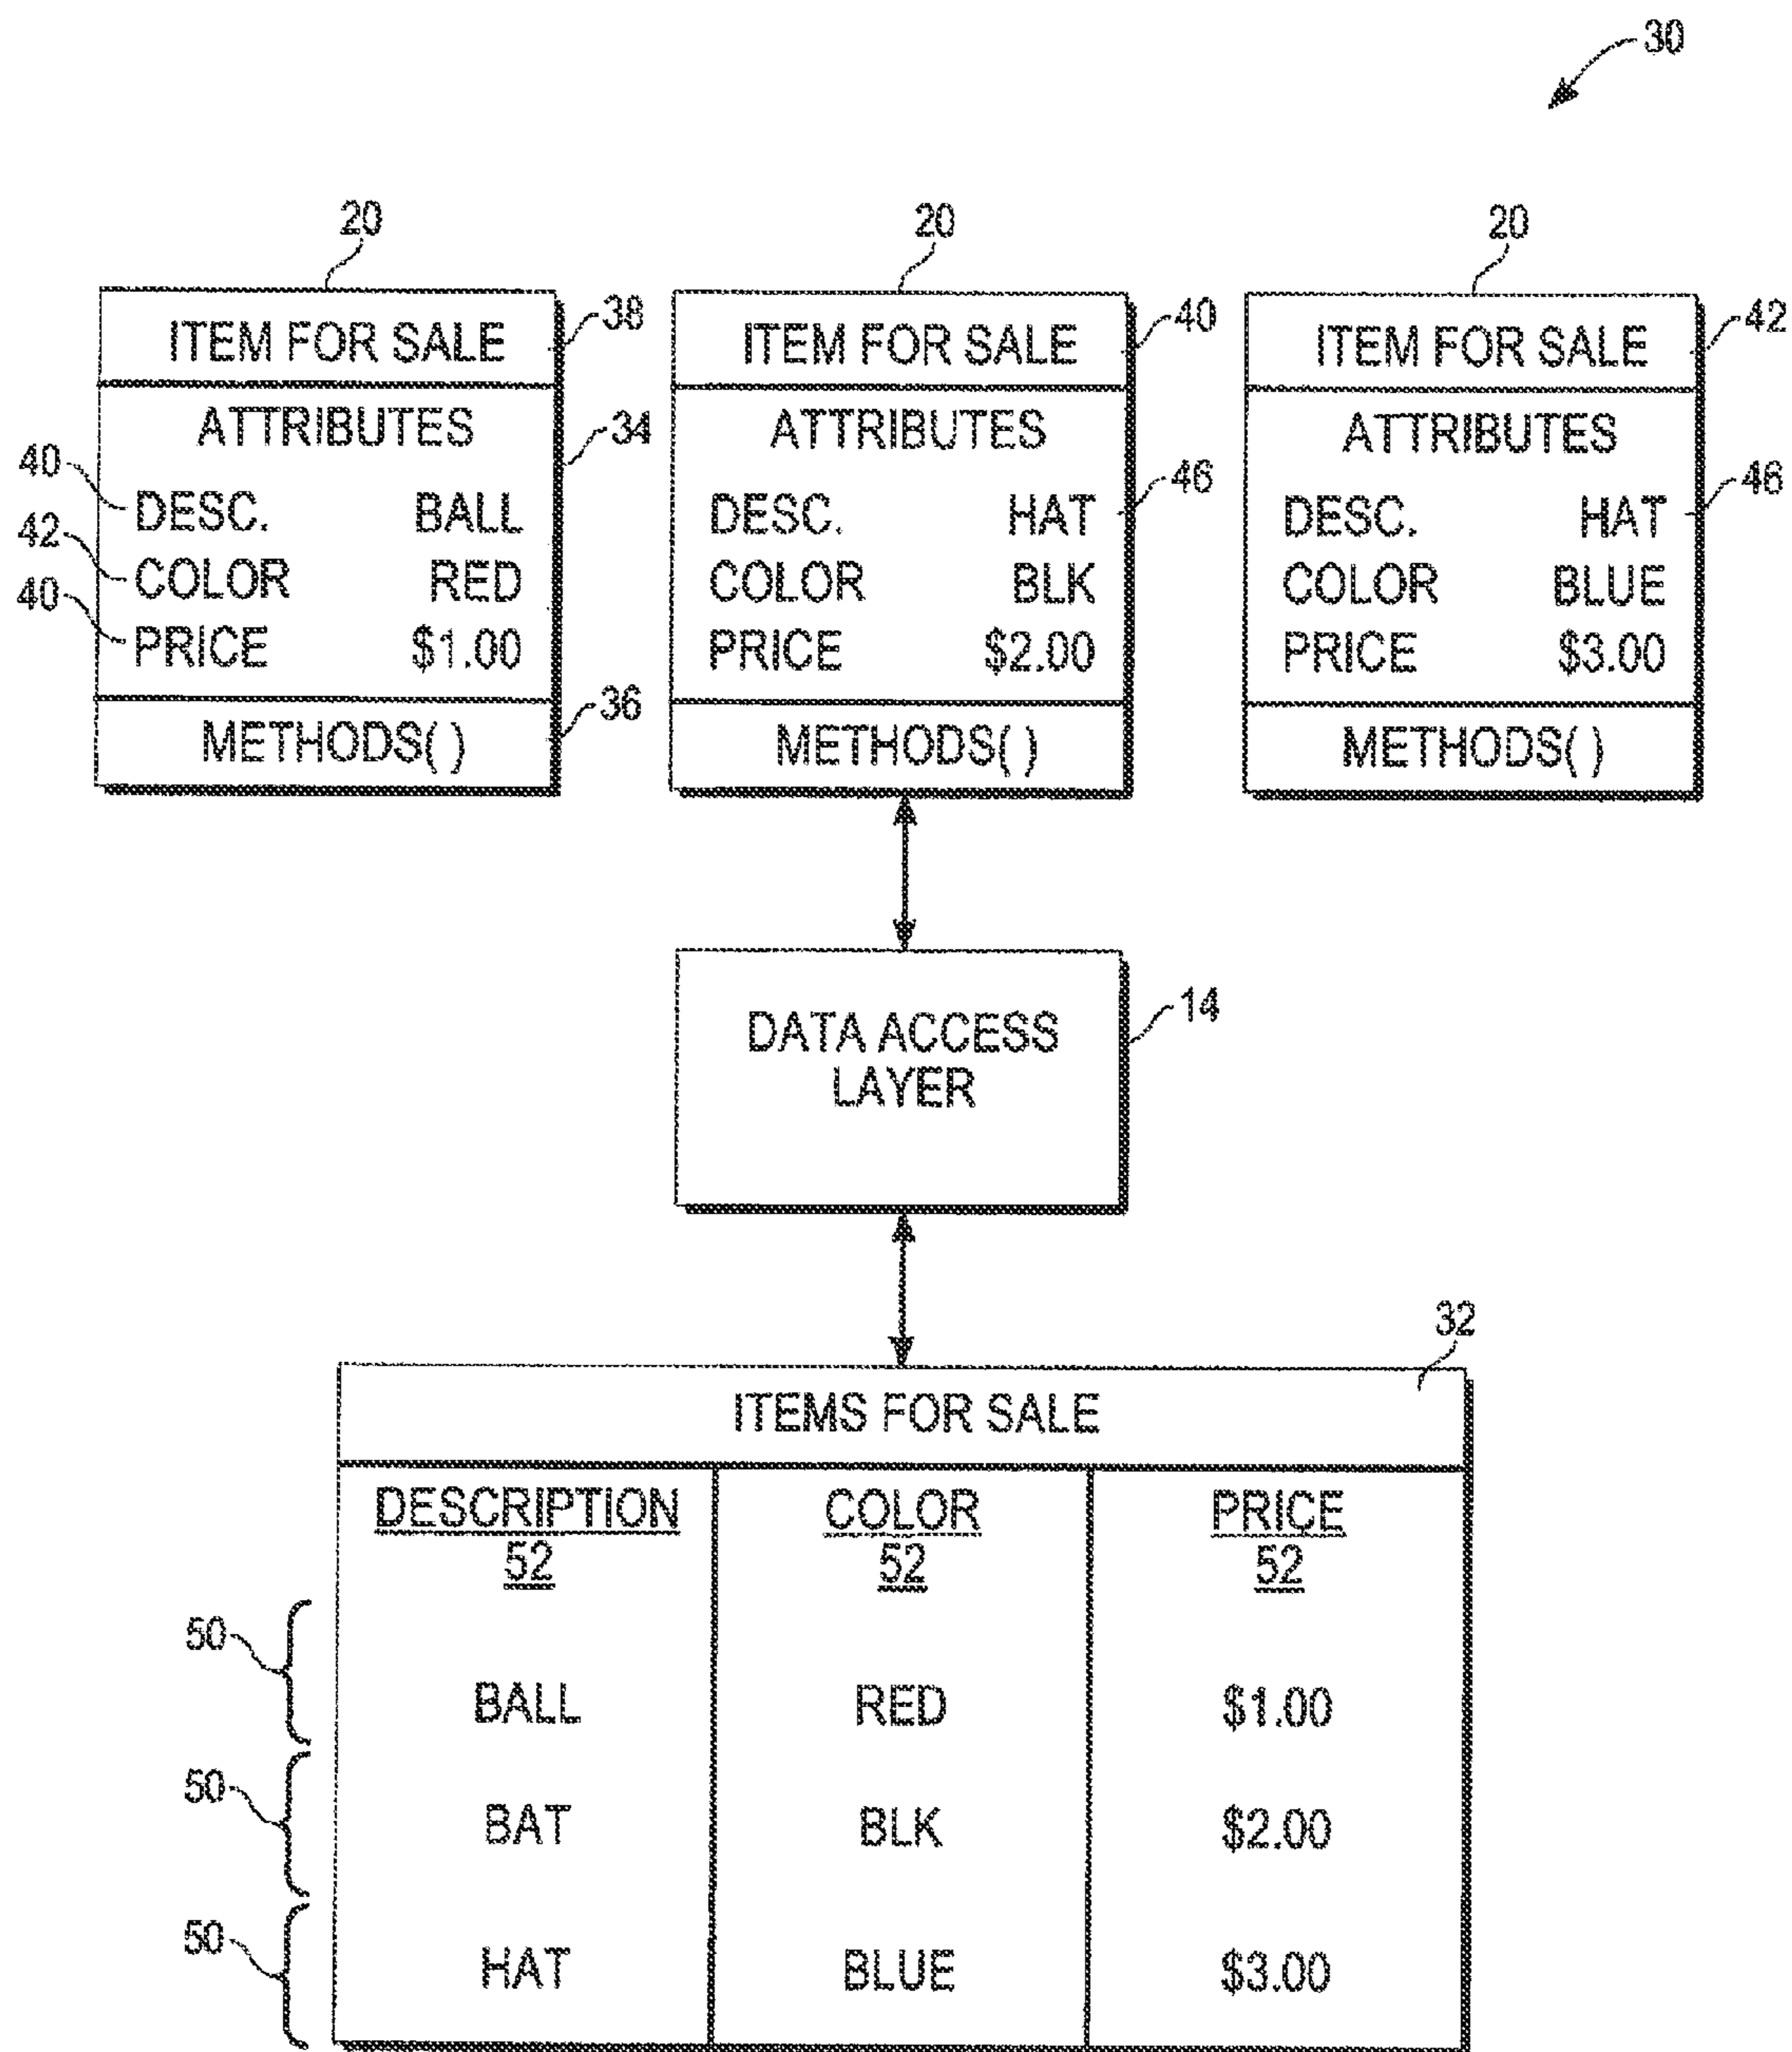 30
20 20 20
ITEM FOR SALE 38 ITEM FOR SALE 40 ITEM FOR SALE 42
ATTRIBUTES 34 ATTRIBUTES ATTRIBUTES
40 DESC. BALL DESC. HAT 46 DESC. HAT 46
42 COLOR RED COLOR BLK COLOR BLUE
40 PRICE $1.00 PRICE $2.00 PRICE $3.00
METHODS( ) 36 METHODS( ) METHODS( )
DATA ACCESS 14
LAYER
32
ITEMS FOR SALE
DESCRIPTION COLOR PRICE
52 52 52
50 BALL RED $1.00
50 BAT BLK $2.00
50 HAT BLUE $3.00